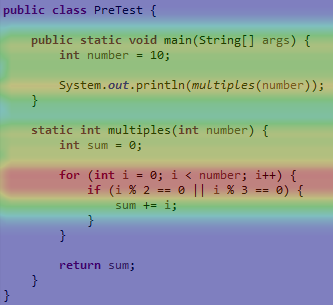 public class PreTest {
    public static void main(String[] args) {
        int number = 10;
        System.out.println(multiples(number));
    }
    static int multiples(int number) {
        int sum = 0;
        for (int i = 0; i < number; i++) {
            if (i % 2 == 0 || i % 3 == 0) {
                sum += i;
            }
        }
        return sum;
    }
}